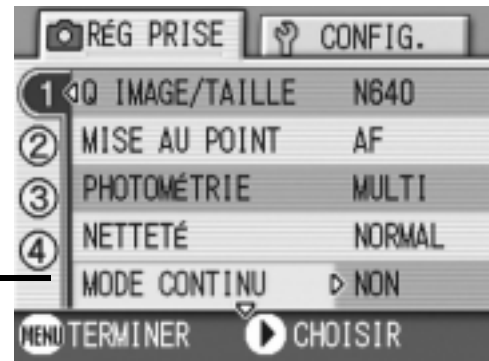 RÉG PRISE CONFIG.
1 Q IMAGE/TAILLE N640
2 MISE AU POINT AF
3 PHOTOMÉTRIE MULTI
4 NETTETÉ NORMAL
MODE CONTINU NON
MENU TERMINER CHOISIR